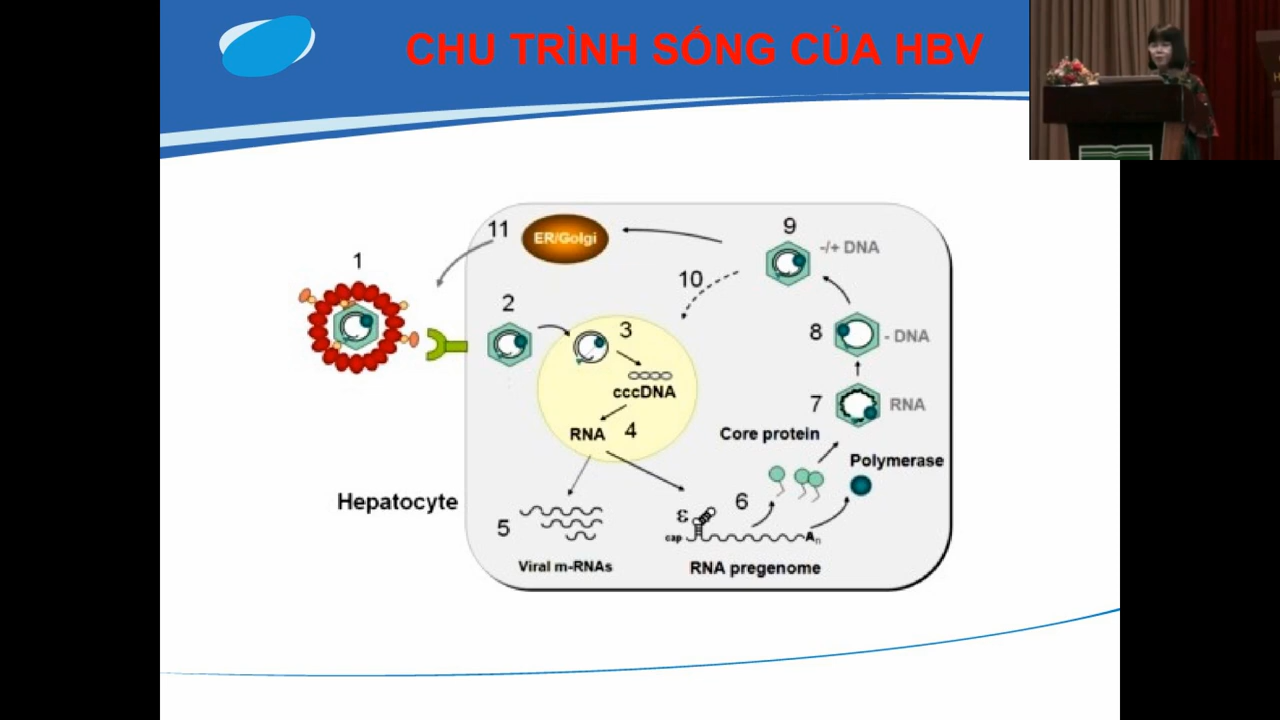 CHU TRÌNH SỐNG CỦA HBV
11
ER/Golgi
9
-/+ DNA
1
10
2
3
8
- DNA
cccDNA
7
RNA
RNA
4
Core protein
Polymerase
Hepatocyte
5
6
ε
cap
An
Viral m-RNAs
RNA pregenome